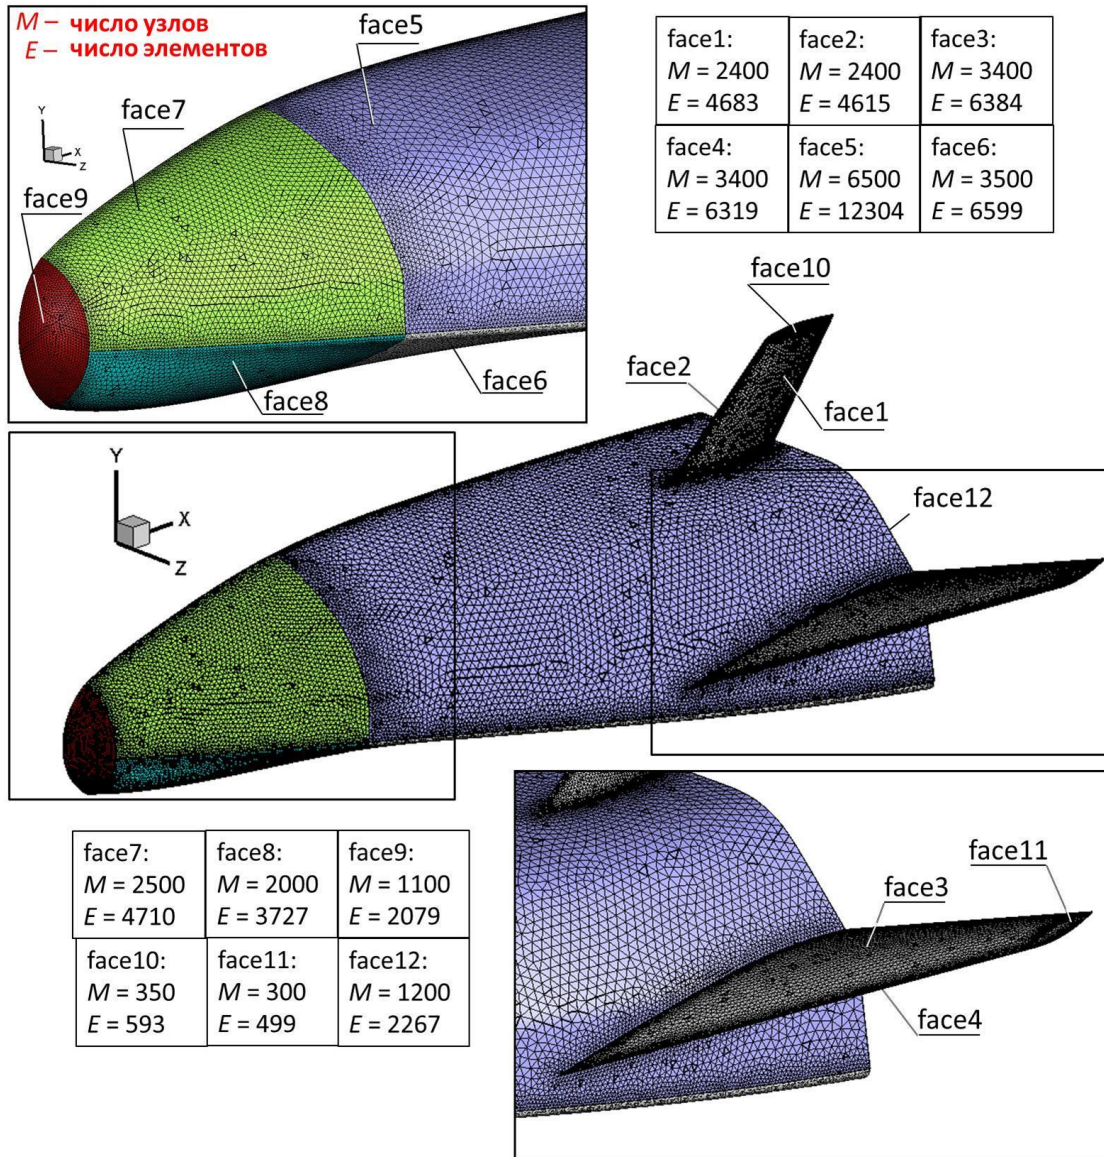 M – число узлов
E – число элементов
face5
face7
face9
Y
X
Z
face6
face8
face1:
M = 2400
E = 4683
face2:
M = 2400
E = 4615
face3:
M = 3400
E = 6384
face4:
M = 3400
E = 6319
face5:
M = 6500
E = 12304
face6:
M = 3500
E = 6599
face10
face2
face1
face12
Y
X
Z
face7:
M = 2500
E = 4710
face8:
M = 2000
E = 3727
face9:
M = 1100
E = 2079
face10:
M = 350
E = 593
face11:
M = 300
E = 499
face12:
M = 1200
E = 2267
face11
face3
face4